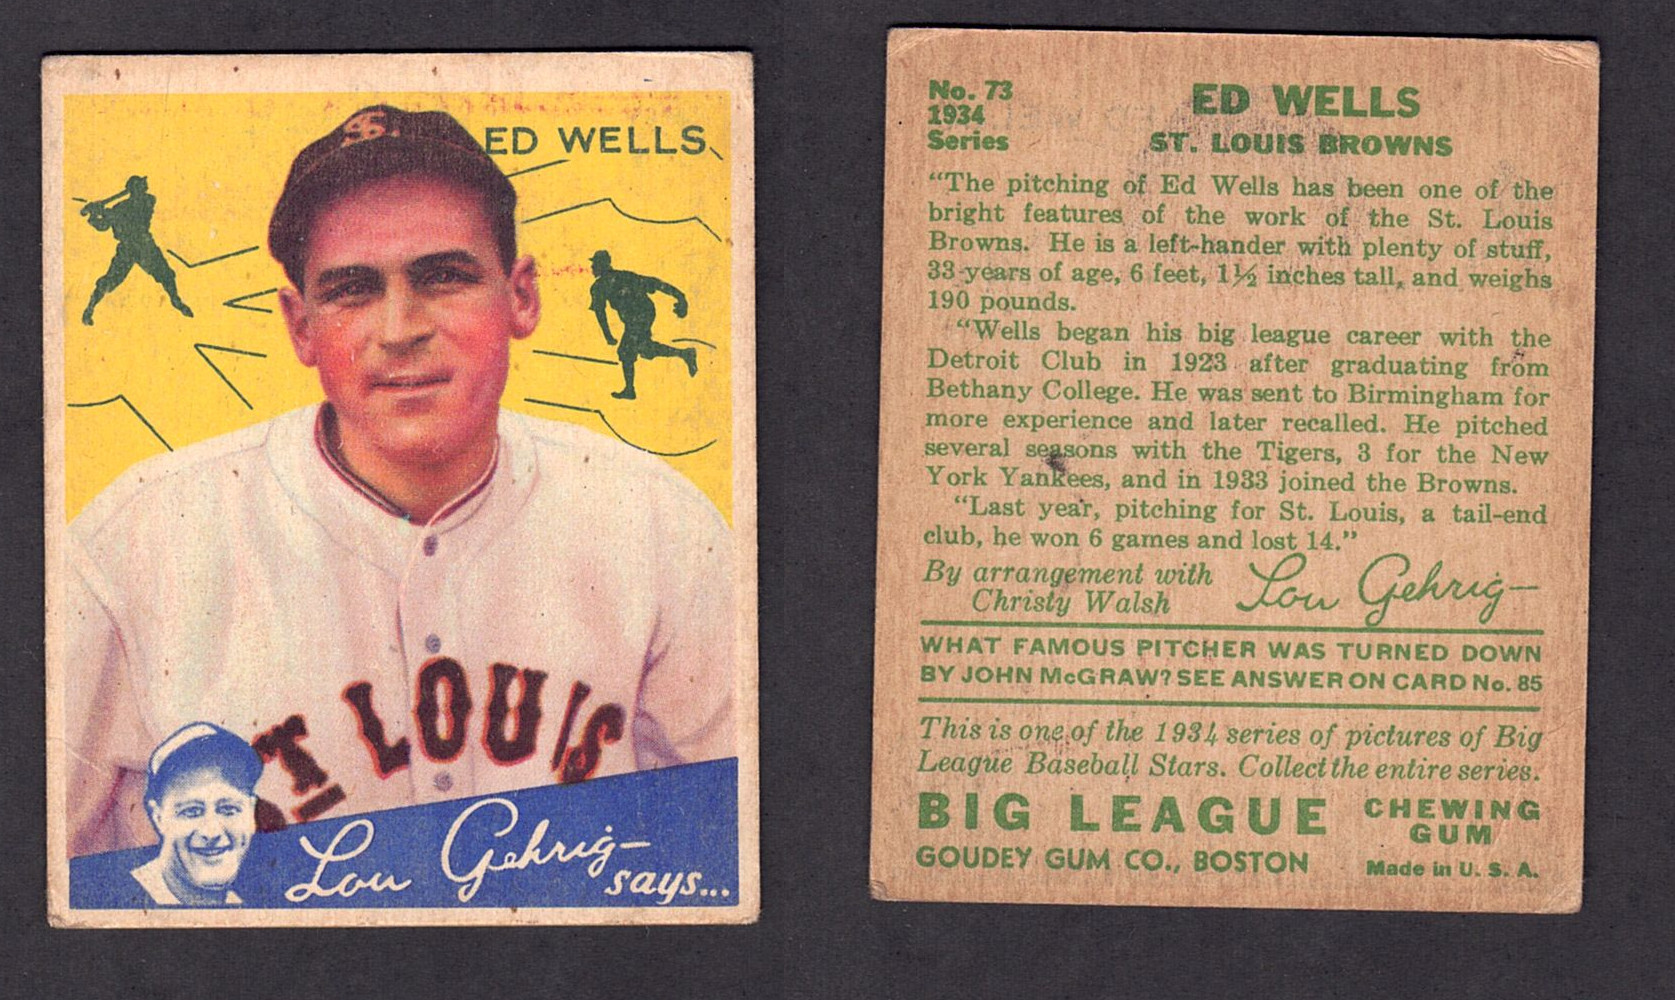 ED WELLS
ST. LOUIS
Lou Gehrig—
says...
No. 73
1934
Series
ED WELLS
ST. LOUIS BROWNS
“The pitching of Ed Wells has been one of the
bright features of the work of the St. Louis
Browns. He is a left-hander with plenty of stuff,
33 years of age, 6 feet, 1½ inches tall, and weighs
190 pounds.
“Wells began his big league career with the
Detroit Club in 1923 after graduating from
Bethany College. He was sent to Birmingham for
more experience and later recalled. He pitched
several seasons with the Tigers, 3 for the New
York Yankees, and in 1933 joined the Browns.
“Last year, pitching for St. Louis, a tail-end
club, he won 6 games and lost 14.”
By arrangement with
Christy Walsh
Lou Gehrig—
WHAT FAMOUS PITCHER WAS TURNED DOWN
BY JOHN McGRAW? SEE ANSWER ON CARD No. 85
This is one of the 1934 series of pictures of Big
League Baseball Stars. Collect the entire series.
BIG LEAGUE CHEWING
GUM
GOUDEY GUM CO., BOSTON Made in U. S. A.